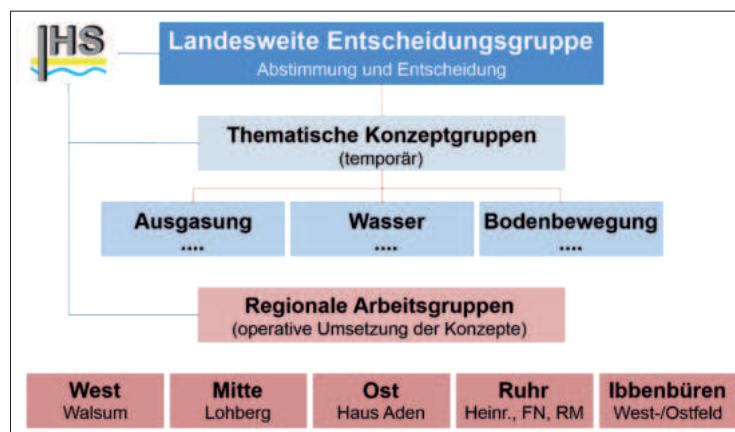 IHS
Landesweite Entscheidungsgruppe
Abstimmung und Entscheidung
Thematische Konzeptgruppen
(temporär)
Ausgasung
....
Wasser
....
Bodenbewegung
....
Regionale Arbeitsgruppen
(operative Umsetzung der Konzepte)
West
Walsum
Mitte
Lohberg
Ost
Haus Aden
Ruhr
Heinr., FN, RM
Ibbenbüren
West-/Ostfeld